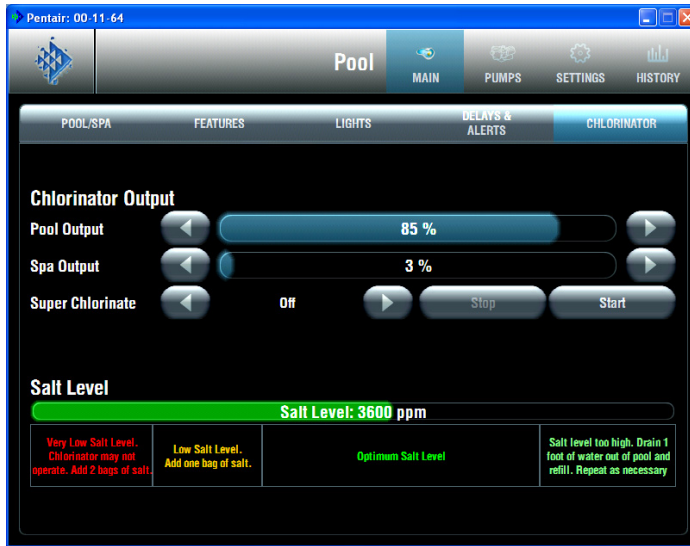 Pentair: 00-11-64
Pool
MAIN
PUMPS
SETTINGS
HISTORY
POOL/SPA
FEATURES
LIGHTS
DELAYS &
ALERTS
CHLORINATOR
Chlorinator Output
Pool Output
85 %
Spa Output
3 %
Super Chlorinate
Off
Stop
Start
Salt Level
Salt Level: 3600 ppm
Very Low Salt Level.
Chlorinator may not
operate. Add 2 bags of salt.
Low Salt Level.
Add one bag of salt.
Optimum Salt Level
Salt level too high. Drain 1
foot of water out of pool and
refill. Repeat as necessary